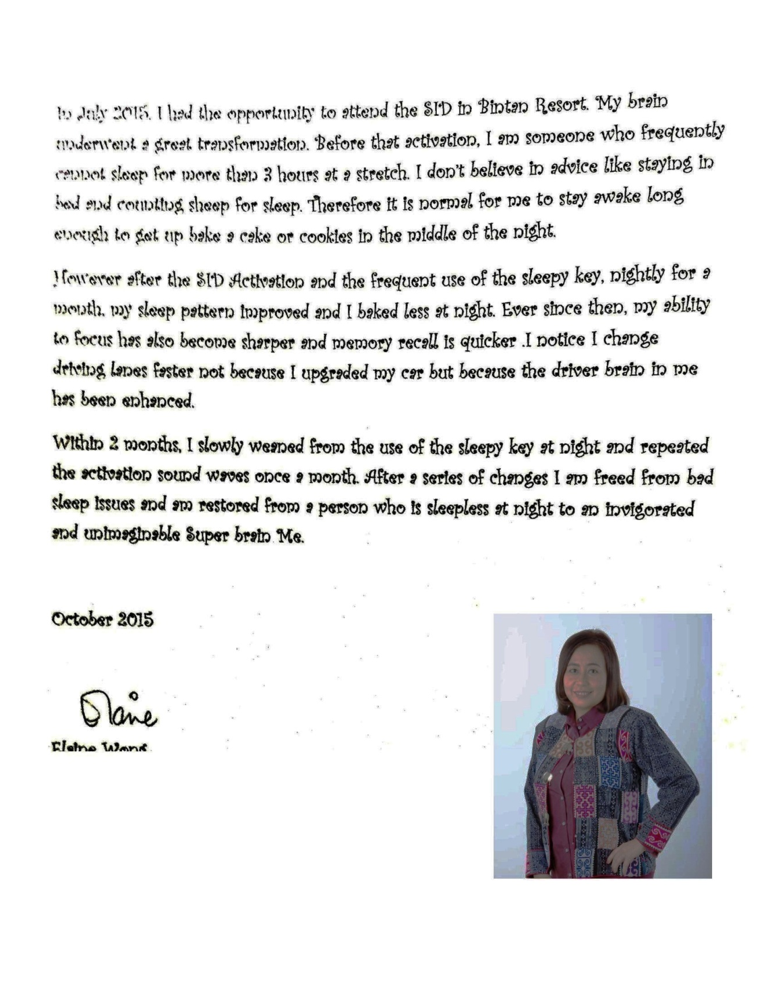 In July 2015, I had the opportunity to attend the SID in Bintan Resort. My brain
underwent a great transformation. Before that activation, I am someone who frequently
cannot sleep for more than 3 hours at a stretch. I don't believe in advice like staying in
bed and counting sheep for sleep. Therefore it is normal for me to stay awake long
enough to get up bake a cake or cookies in the middle of the night.
However after the SID Activation and the frequent use of the sleepy key, nightly for a
month, my sleep pattern improved and I baked less at night. Ever since then, my ability
to focus has also become sharper and memory recall is quicker .I notice I change
driving lanes faster not because I upgraded my car but because the driver brain in me
has been enhanced.
Within 2 months, I slowly weaned from the use of the sleepy key at night and repeated
the activation sound waves once a month. After a series of changes I am freed from bad
sleep issues and am restored from a person who is sleepless at night to an invigorated
and unimaginable Super brain Me.
October 2015
Elaine
Elaine Wong